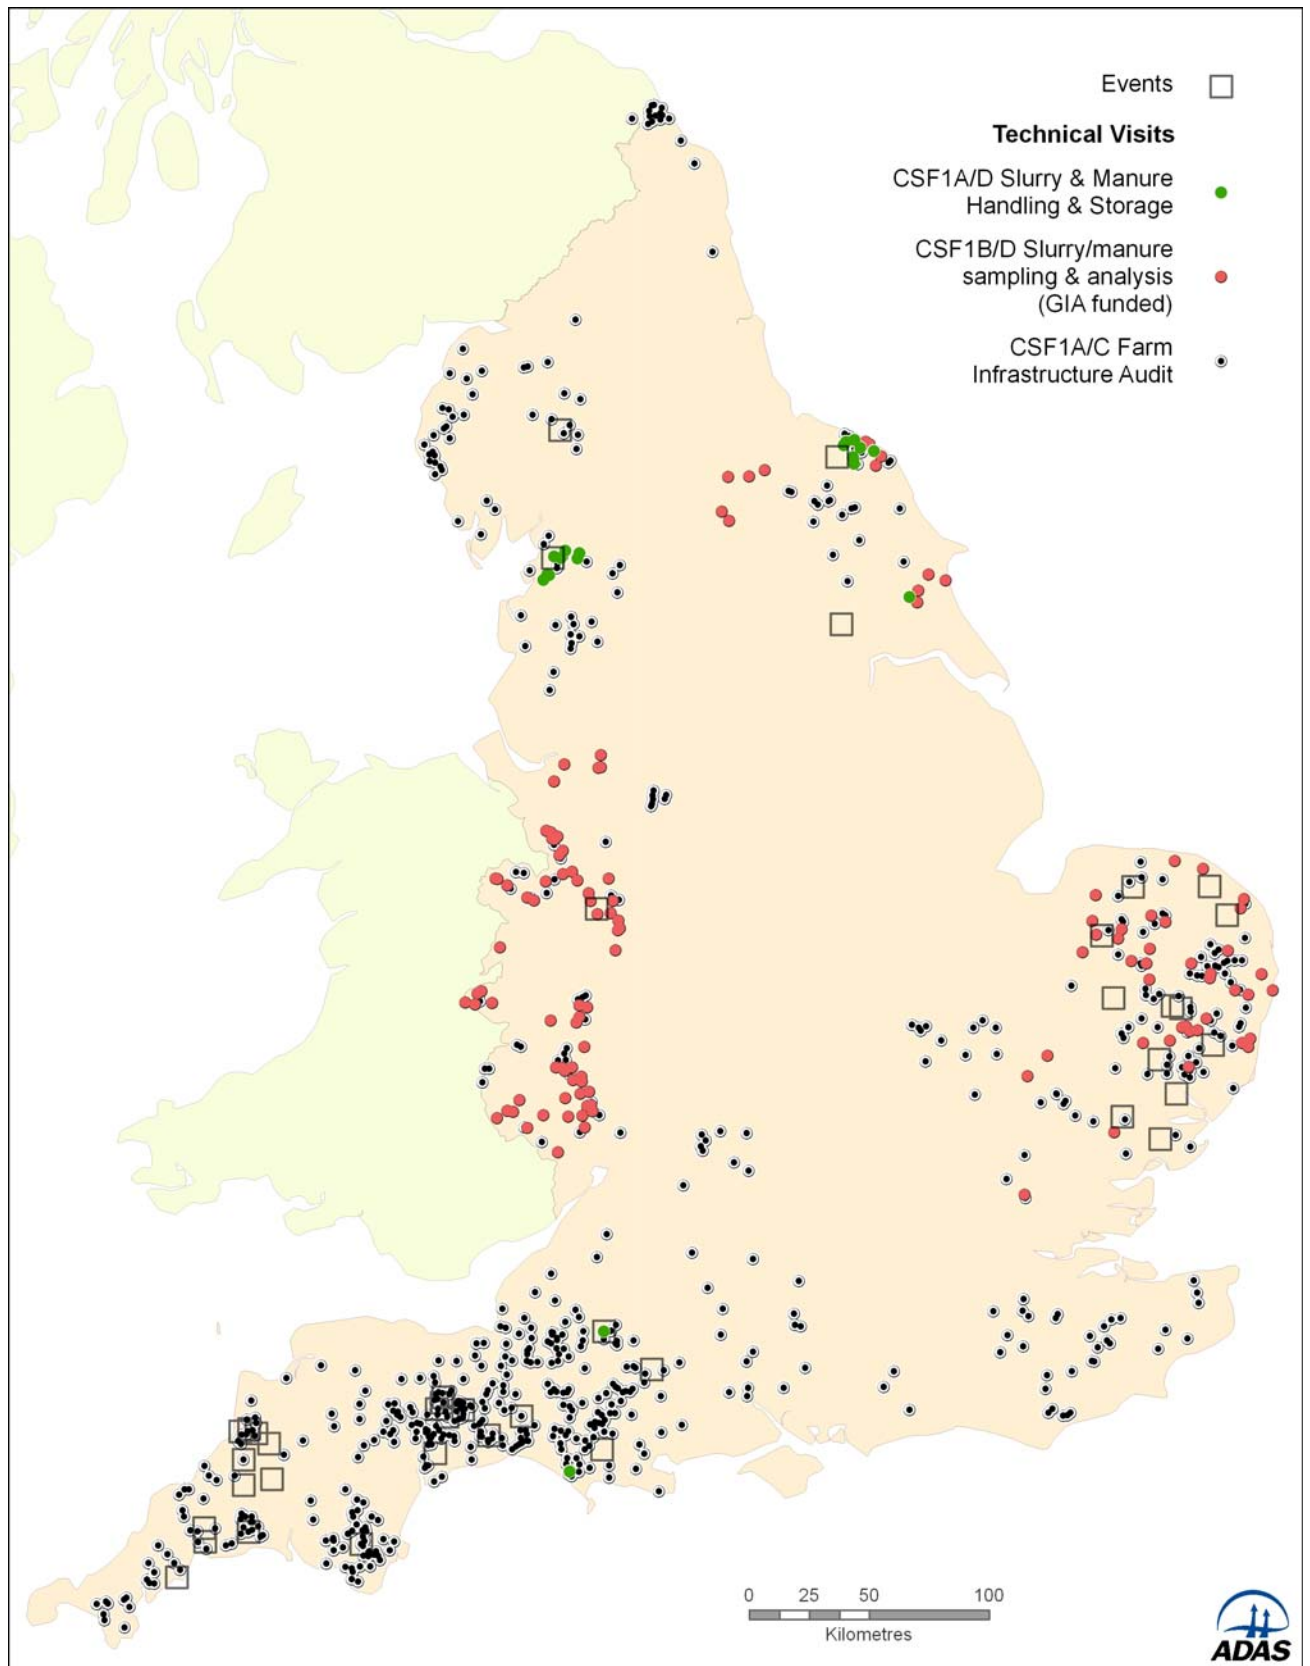 Events
Technical Visits
CSF1A/D Slurry & Manure
Handling & Storage
CSF1B/D Slurry/manure
sampling & analysis
(GIA funded)
CSF1A/C Farm
Infrastructure Audit
0 25 50 100
Kilometres
ADAS